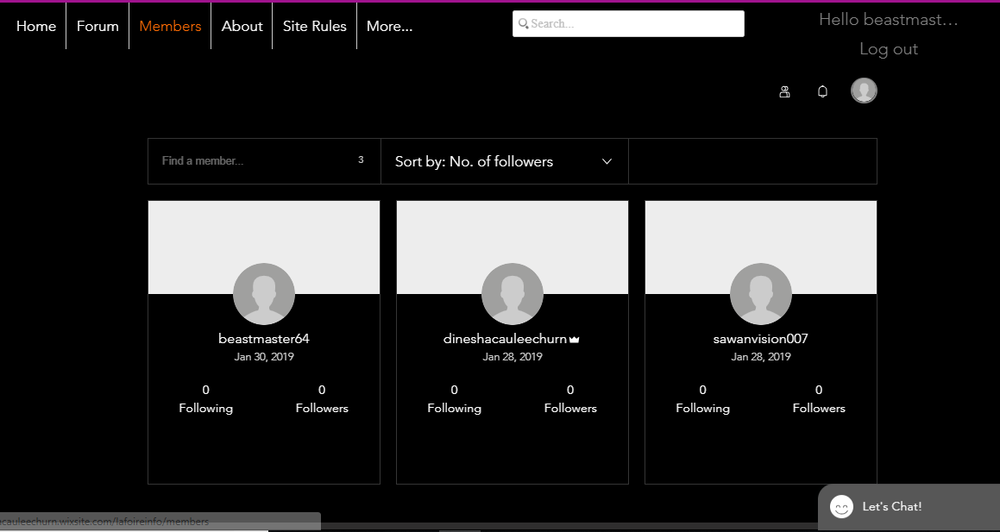 Home Forum Members About Site Rules More...
Search...
Hello beastmast...
Log out
Find a member... 3 Sort by: No. of followers
beastmaster64
Jan 30, 2019
0 0
Following Followers
dineshacauleechurn
Jan 28, 2019
0 0
Following Followers
sawanvision007
Jan 28, 2019
0 0
Following Followers
Let's Chat!
acauleechurn.wixsite.com/lafoireinfo/members